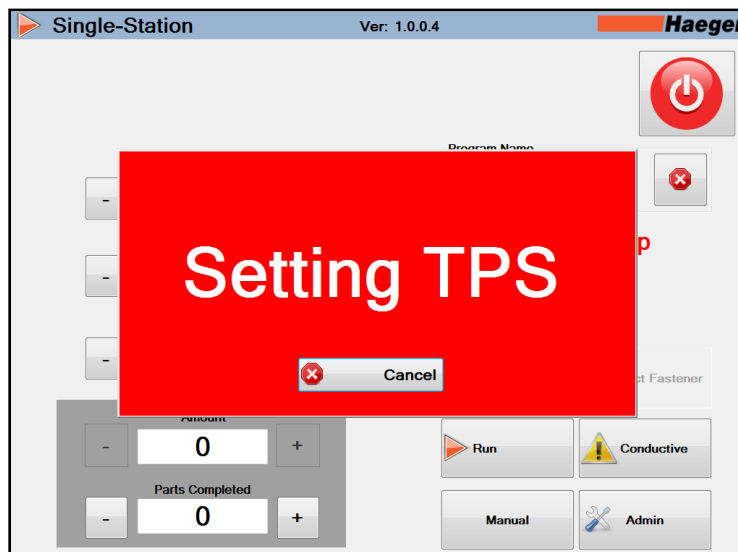 Single-Station
Ver: 1.0.0.4
Haeger
Program Name
Setting TPS
Cancel
Fastener
Amount
-
0
+
Run
Conductive
Parts Completed
-
0
+
Manual
Admin